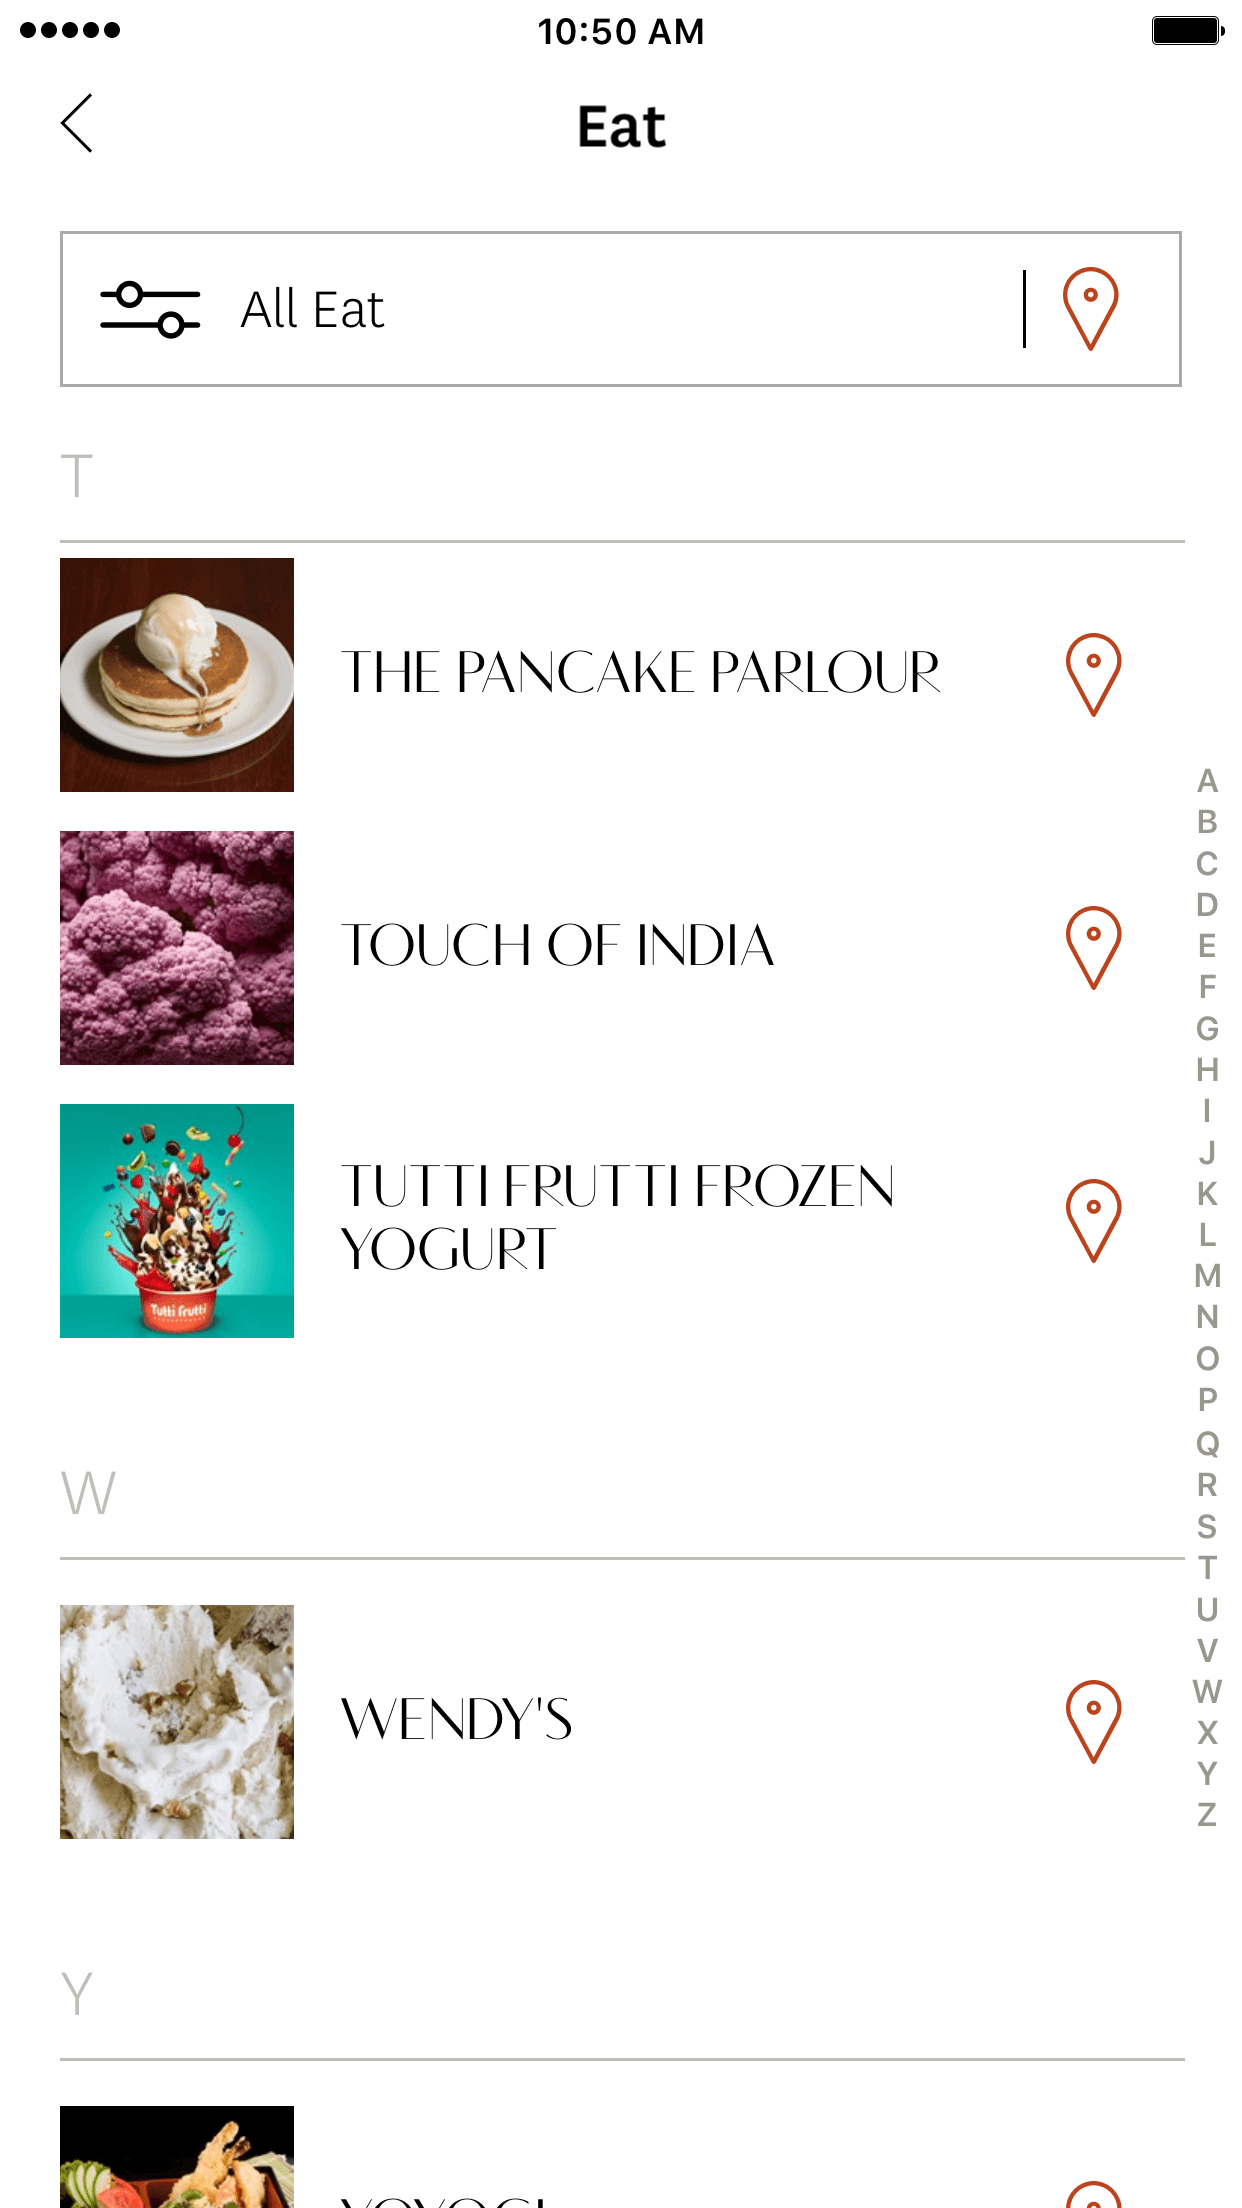 10:50 AM
Eat
All Eat
T
THE PANCAKE PARLOUR
TOUCH OF INDIA
TUTTI FRUTTI FROZEN
YOGURT
Tutti Frutti
W
WENDY'S
Y
YOYOGI
A
B
C
D
E
F
G
H
I
J
K
L
M
N
O
P
Q
R
S
T
U
V
W
X
Y
Z